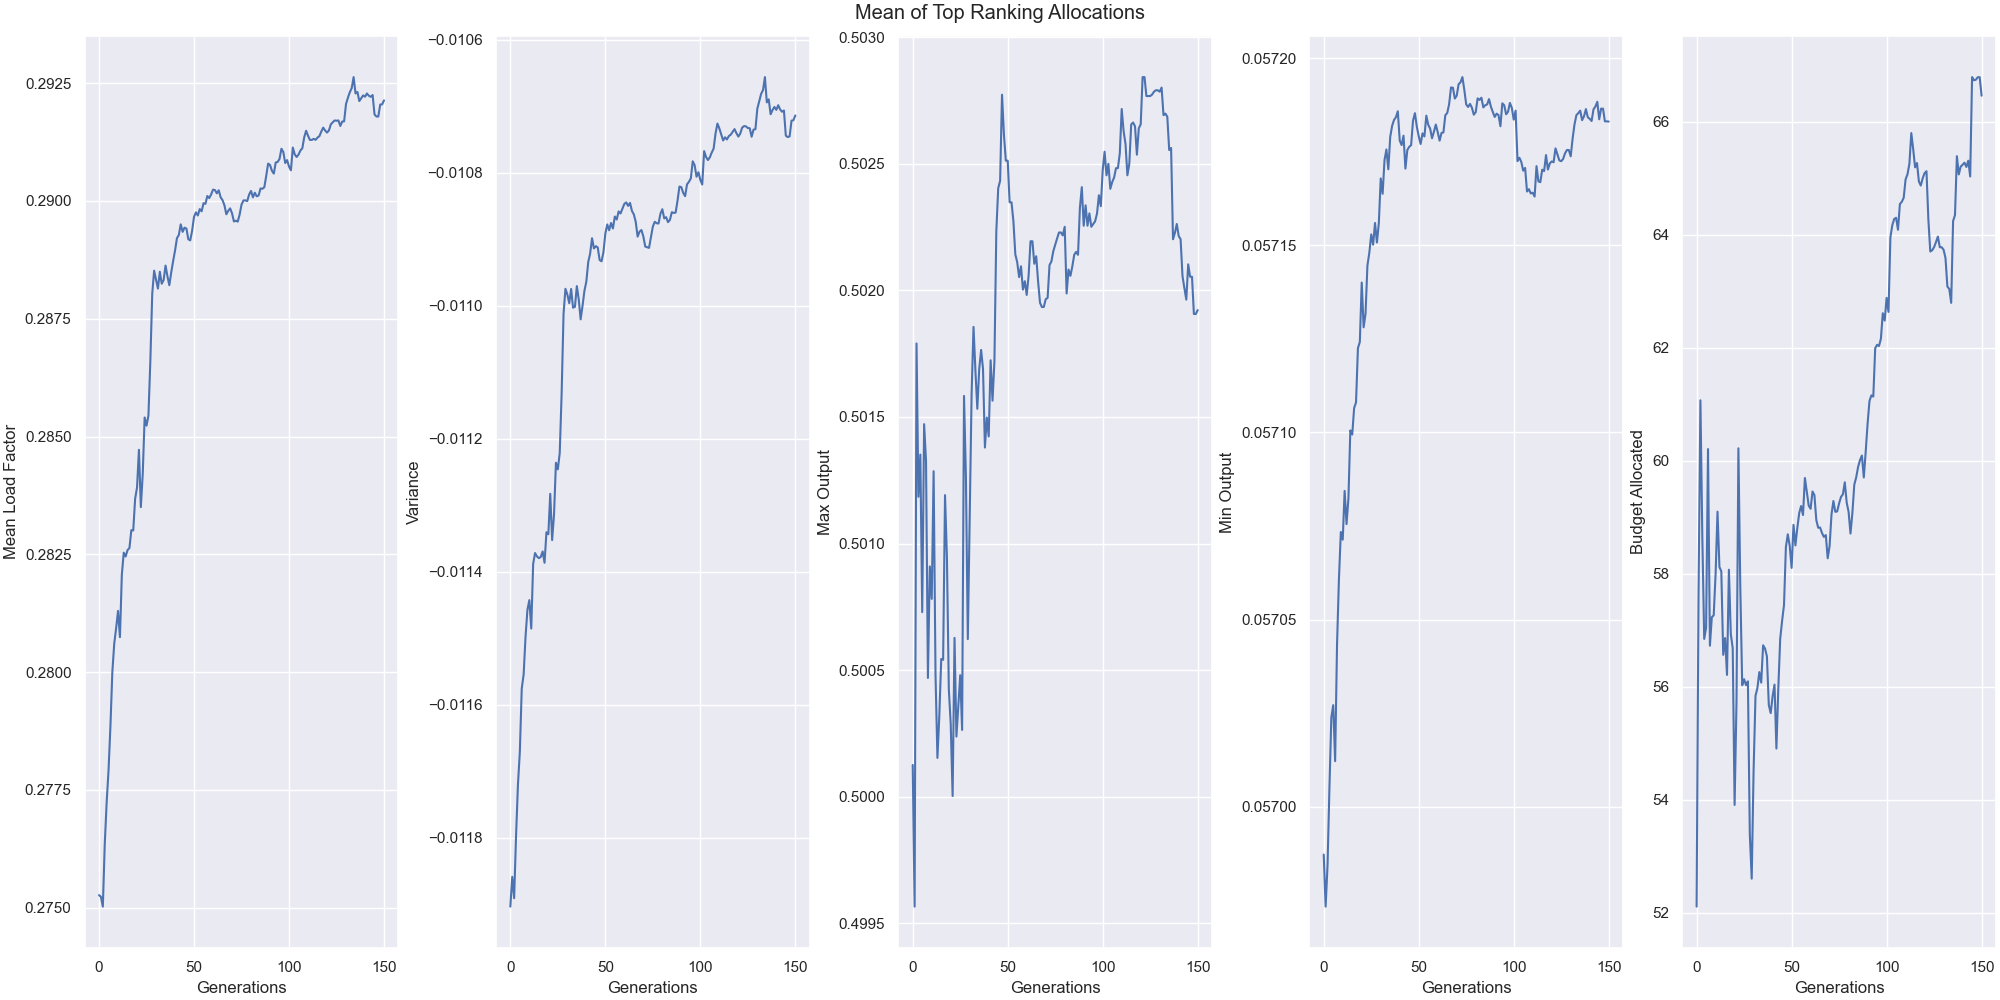 Mean of Top Ranking Allocations
Mean Load Factor
0.2925
0.2900
0.2875
0.2850
0.2825
0.2800
0.2775
0.2750
0 50 100 150
Generations
Variance
−0.0106
−0.0108
−0.0110
−0.0112
−0.0114
−0.0116
−0.0118
0 50 100 150
Generations
Max Output
0.5030
0.5025
0.5020
0.5015
0.5010
0.5005
0.5000
0.4995
0 50 100 150
Generations
Min Output
0.05720
0.05715
0.05710
0.05705
0.05700
0 50 100 150
Generations
Budget Allocated
66
64
62
60
58
56
54
52
0 50 100 150
Generations